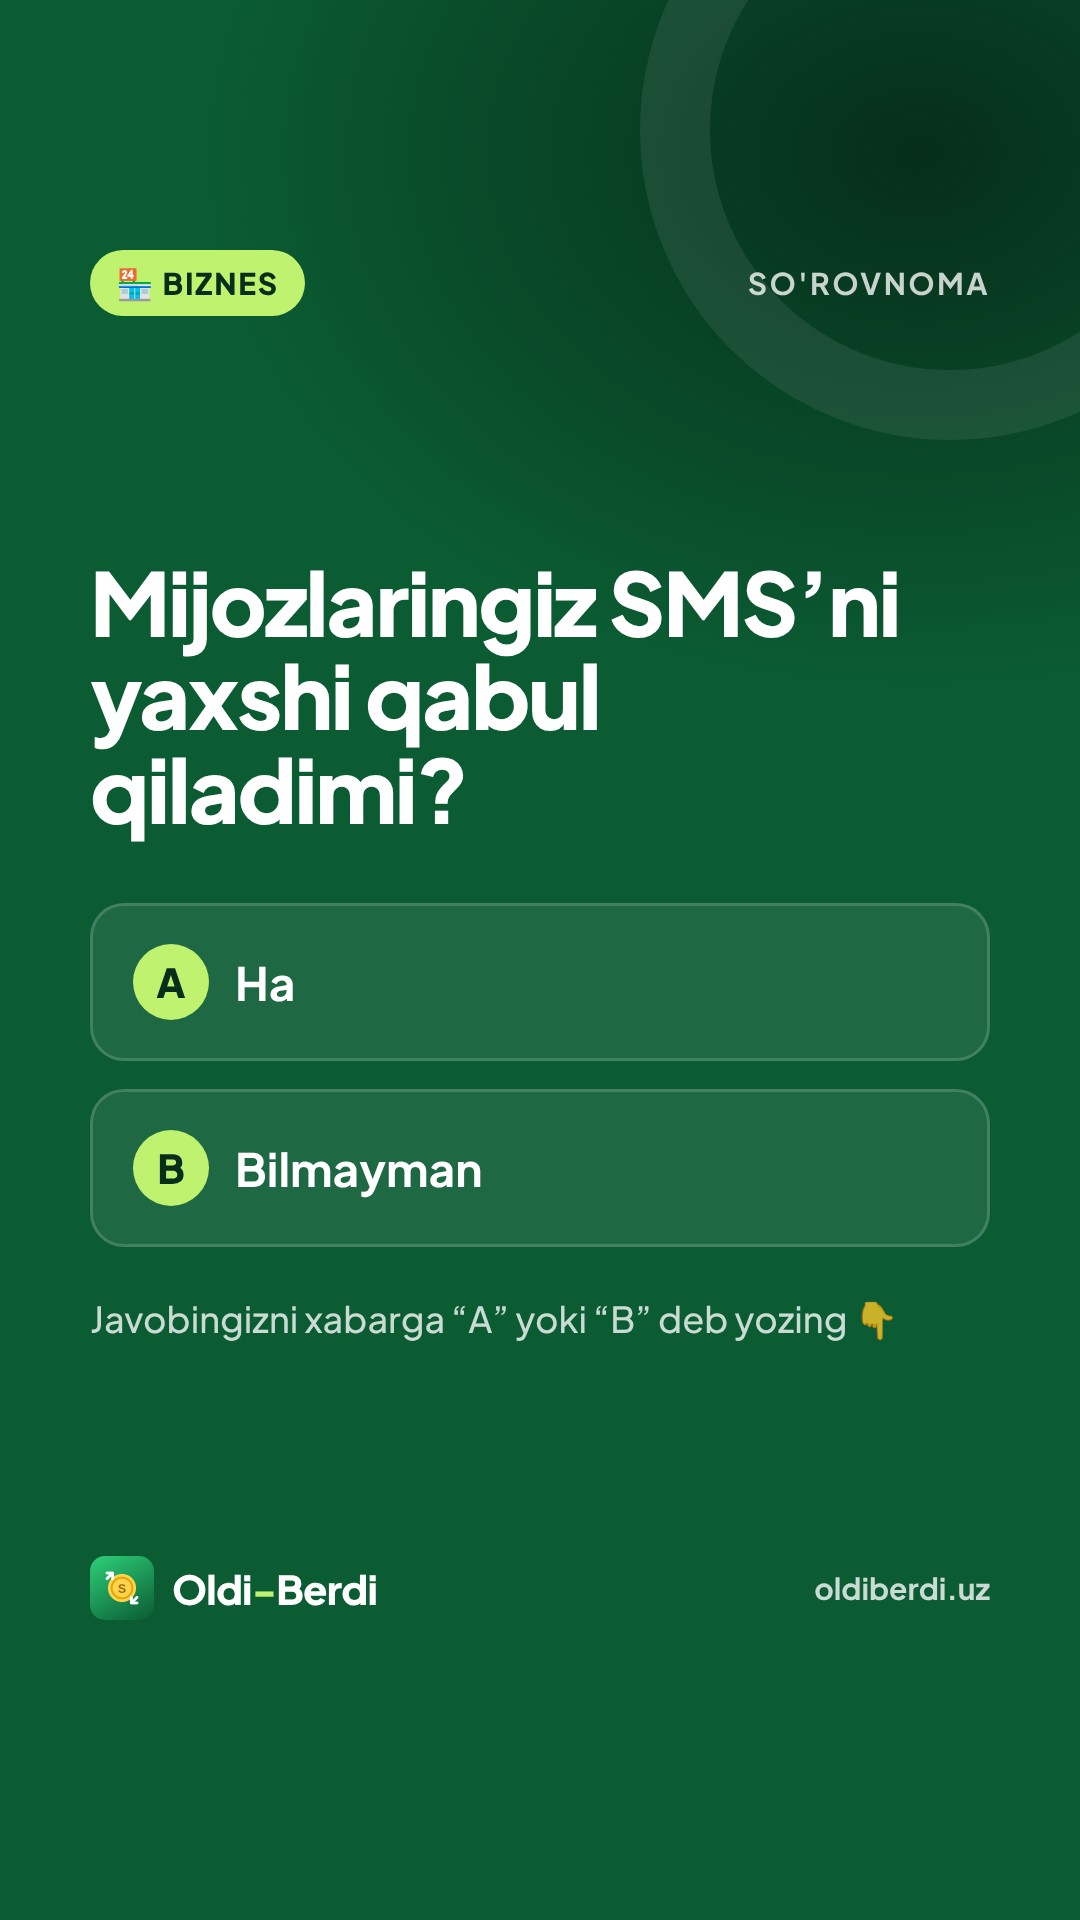 🏪 BIZNES
SO'ROVNOMA
Mijozlaringiz SMS’ni
yaxshi qabul
qiladimi?
A Ha
B Bilmayman
Javobingizni xabarga “A” yoki “B” deb yozing 👇
Oldi-Berdi
oldiberdi.uz